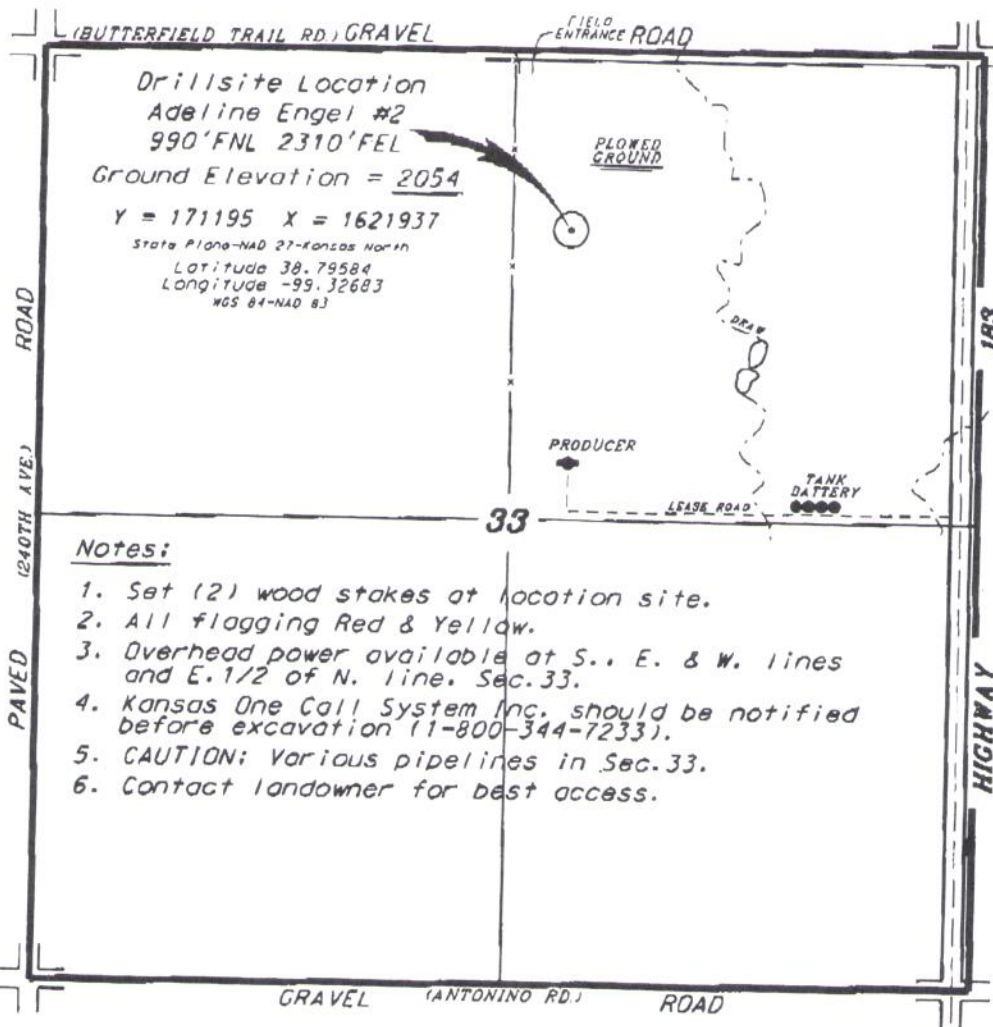 (BUTTERFIELD TRAIL RD.) GRAVEL
FIELD
ENTRANCE ROAD
Drillsite Location
Adeline Engel #2
990'FNL 2310'FEL
Ground Elevation = 2054
Y = 171195 X = 1621937
State Plane-NAD 27-Kansas North
Latitude 38.79584
Longitude -99.32683
WGS 84-NAD 83
PLOWED
GROUND
DRAW
PRODUCER
TANK
BATTERY
LEASE ROAD
33
PAVED (240TH AVE.) ROAD
183
HIGHWAY
Notes:
1. Set (2) wood stakes at location site.
2. All flagging Red & Yellow.
3. Overhead power available at S., E. & W. lines
and E.1/2 of N. line. Sec.33.
4. Kansas One Call System Inc. should be notified
before excavation (1-800-344-7233).
5. CAUTION: Various pipelines in Sec.33.
6. Contact landowner for best access.
GRAVEL (ANTONINO RD.) ROAD